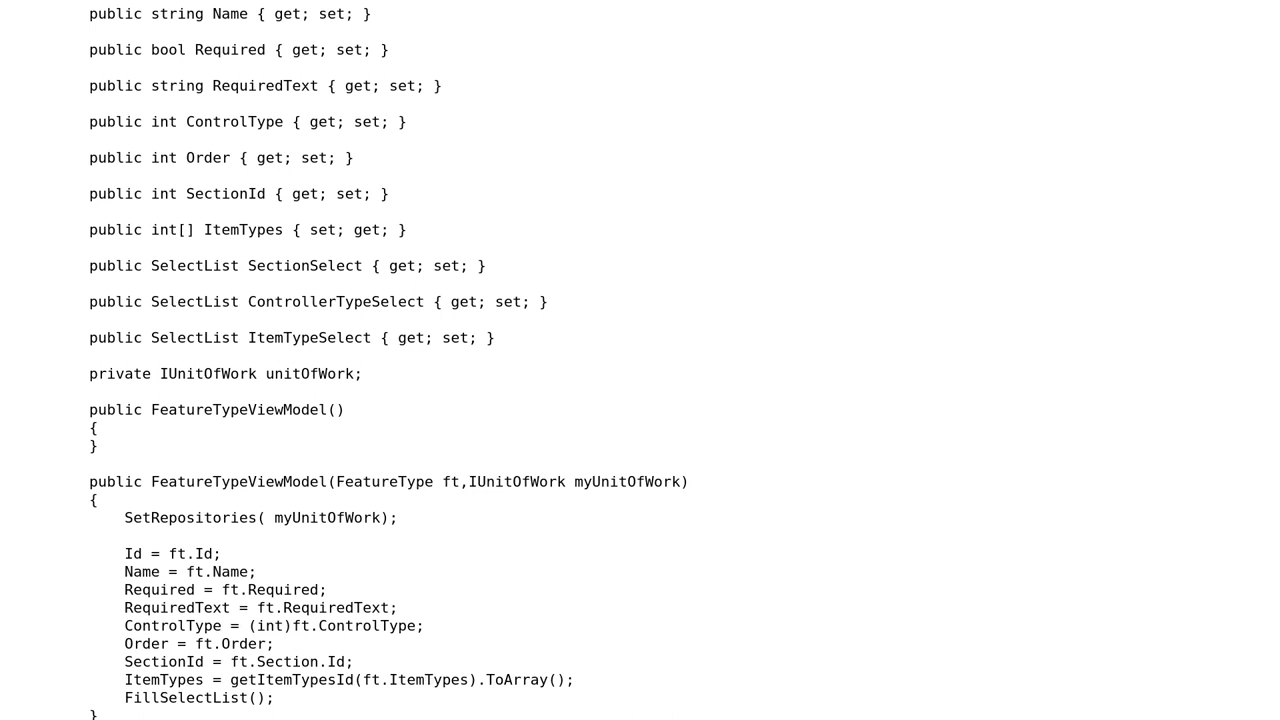 public string Name { get; set; }
public bool Required { get; set; }
public string RequiredText { get; set; }
public int ControlType { get; set; }
public int Order { get; set; }
public int SectionId { get; set; }
public int[] ItemTypes { set; get; }
public SelectList SectionSelect { get; set; }
public SelectList ControllerTypeSelect { get; set; }
public SelectList ItemTypeSelect { get; set; }
private IUnitOfWork unitOfWork;
public FeatureTypeViewModel()
{
}
public FeatureTypeViewModel(FeatureType ft,IUnitOfWork myUnitOfWork)
{
SetRepositories( myUnitOfWork);
Id = ft.Id;
Name = ft.Name;
Required = ft.Required;
RequiredText = ft.RequiredText;
ControlType = (int)ft.ControlType;
Order = ft.Order;
SectionId = ft.Section.Id;
ItemTypes = getItemTypesId(ft.ItemTypes).ToArray();
FillSelectList();
}